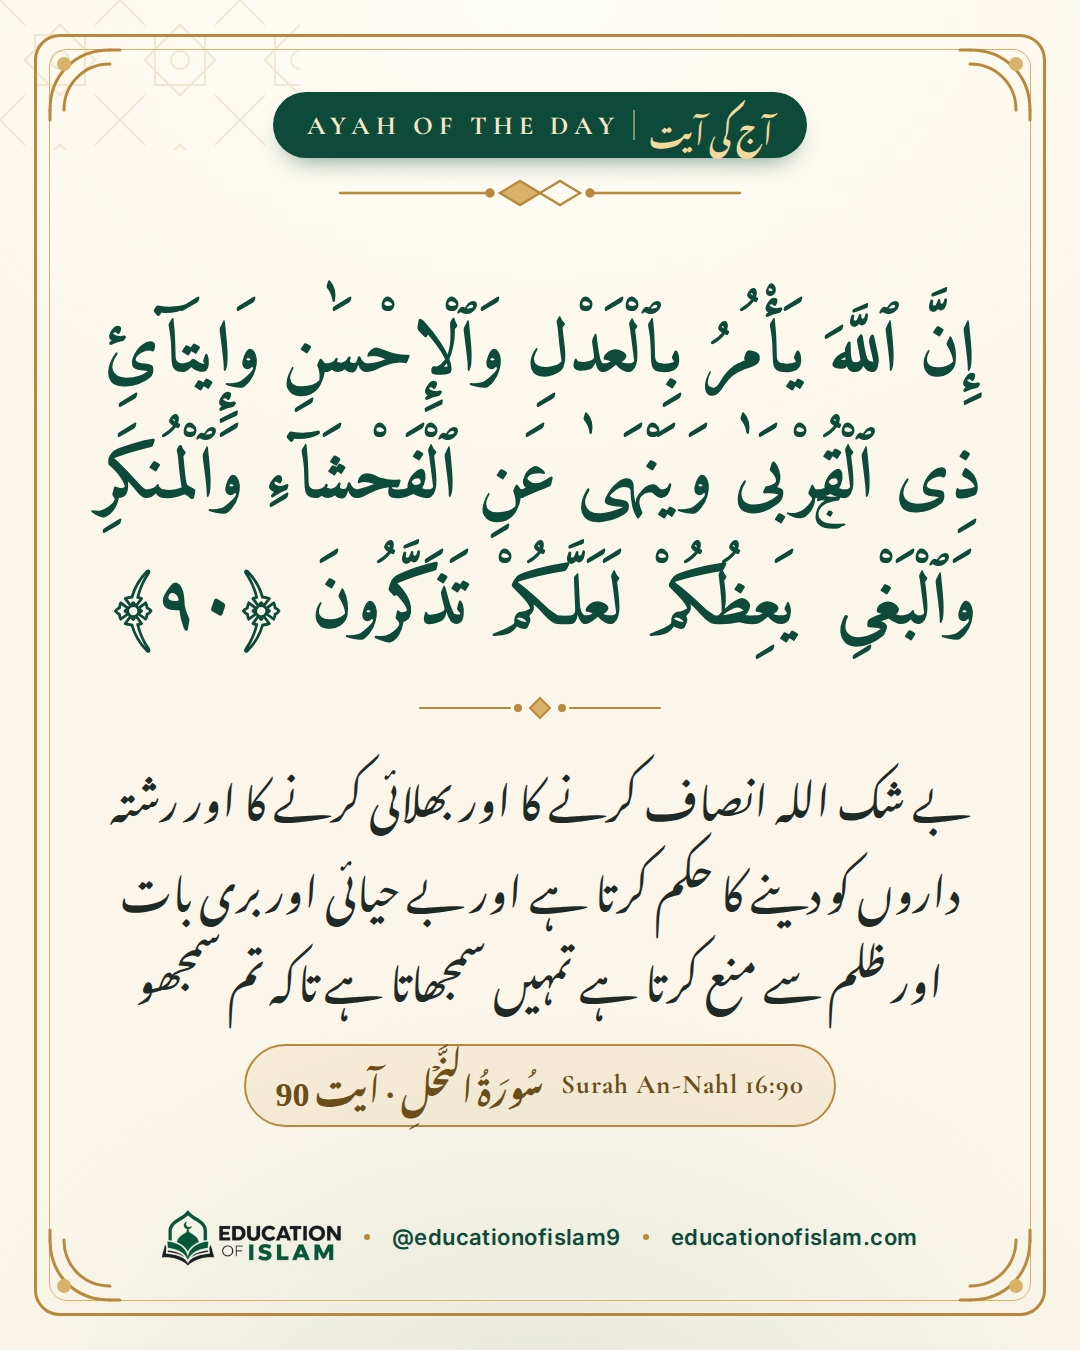 AYAH OF THE DAY | آج کی آیت
إِنَّ ٱللَّهَ يَأْمُرُ بِٱلْعَدْلِ وَٱلْإِحْسَـٰنِ وَإِيتَآئِ
ذِى ٱلْقُرْبَىٰ وَيَنْهَىٰ عَنِ ٱلْفَحْشَآءِ وَٱلْمُنكَرِ
وَٱلْبَغْىِ ۚ يَعِظُكُمْ لَعَلَّكُمْ تَذَكَّرُونَ ﴿٩٠﴾
بے شک اللہ انصاف کرنے کا اور بھلائی کرنے کا اور رشتہ
داروں کو دینے کا حکم کرتا ہے اور بے حیائی اور بری بات
اور ظلم سے منع کرتا ہے تمہیں سمجھاتا ہے تاکہ تم سمجھو
سُورَةُ النَّحۡلِ · آیت 90 Surah An-Nahl 16:90
EDUCATION OF ISLAM • @educationofislam9 • educationofislam.com